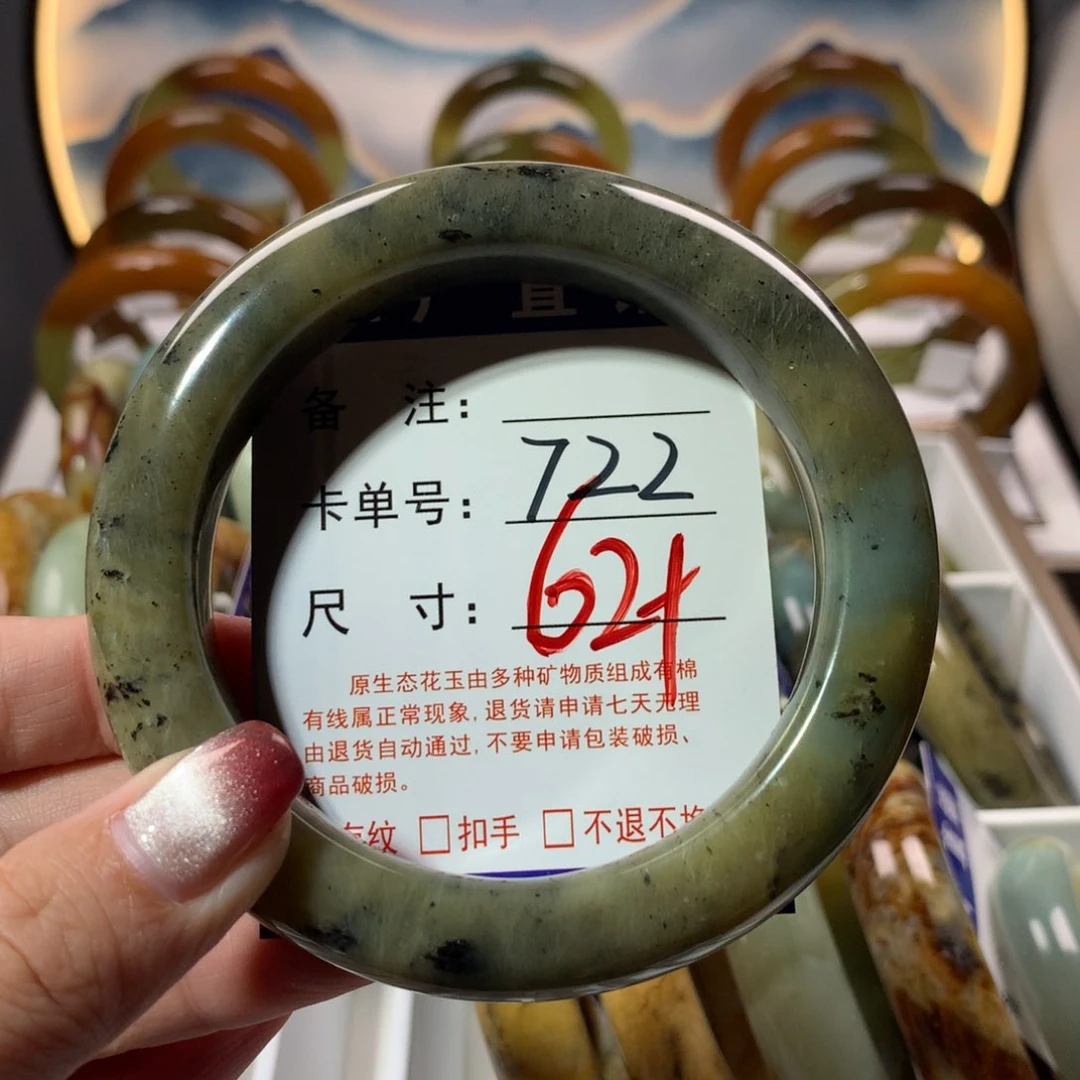 直
备 注：
卡单号： 722
尺 寸： 62+
原生态花玉由多种矿物质组成有棉
有线属正常现象,退货请申请七天无理
由退货自动通过,不要申请包装破损、
商品破损。
有纹 □扣手 □不退不换